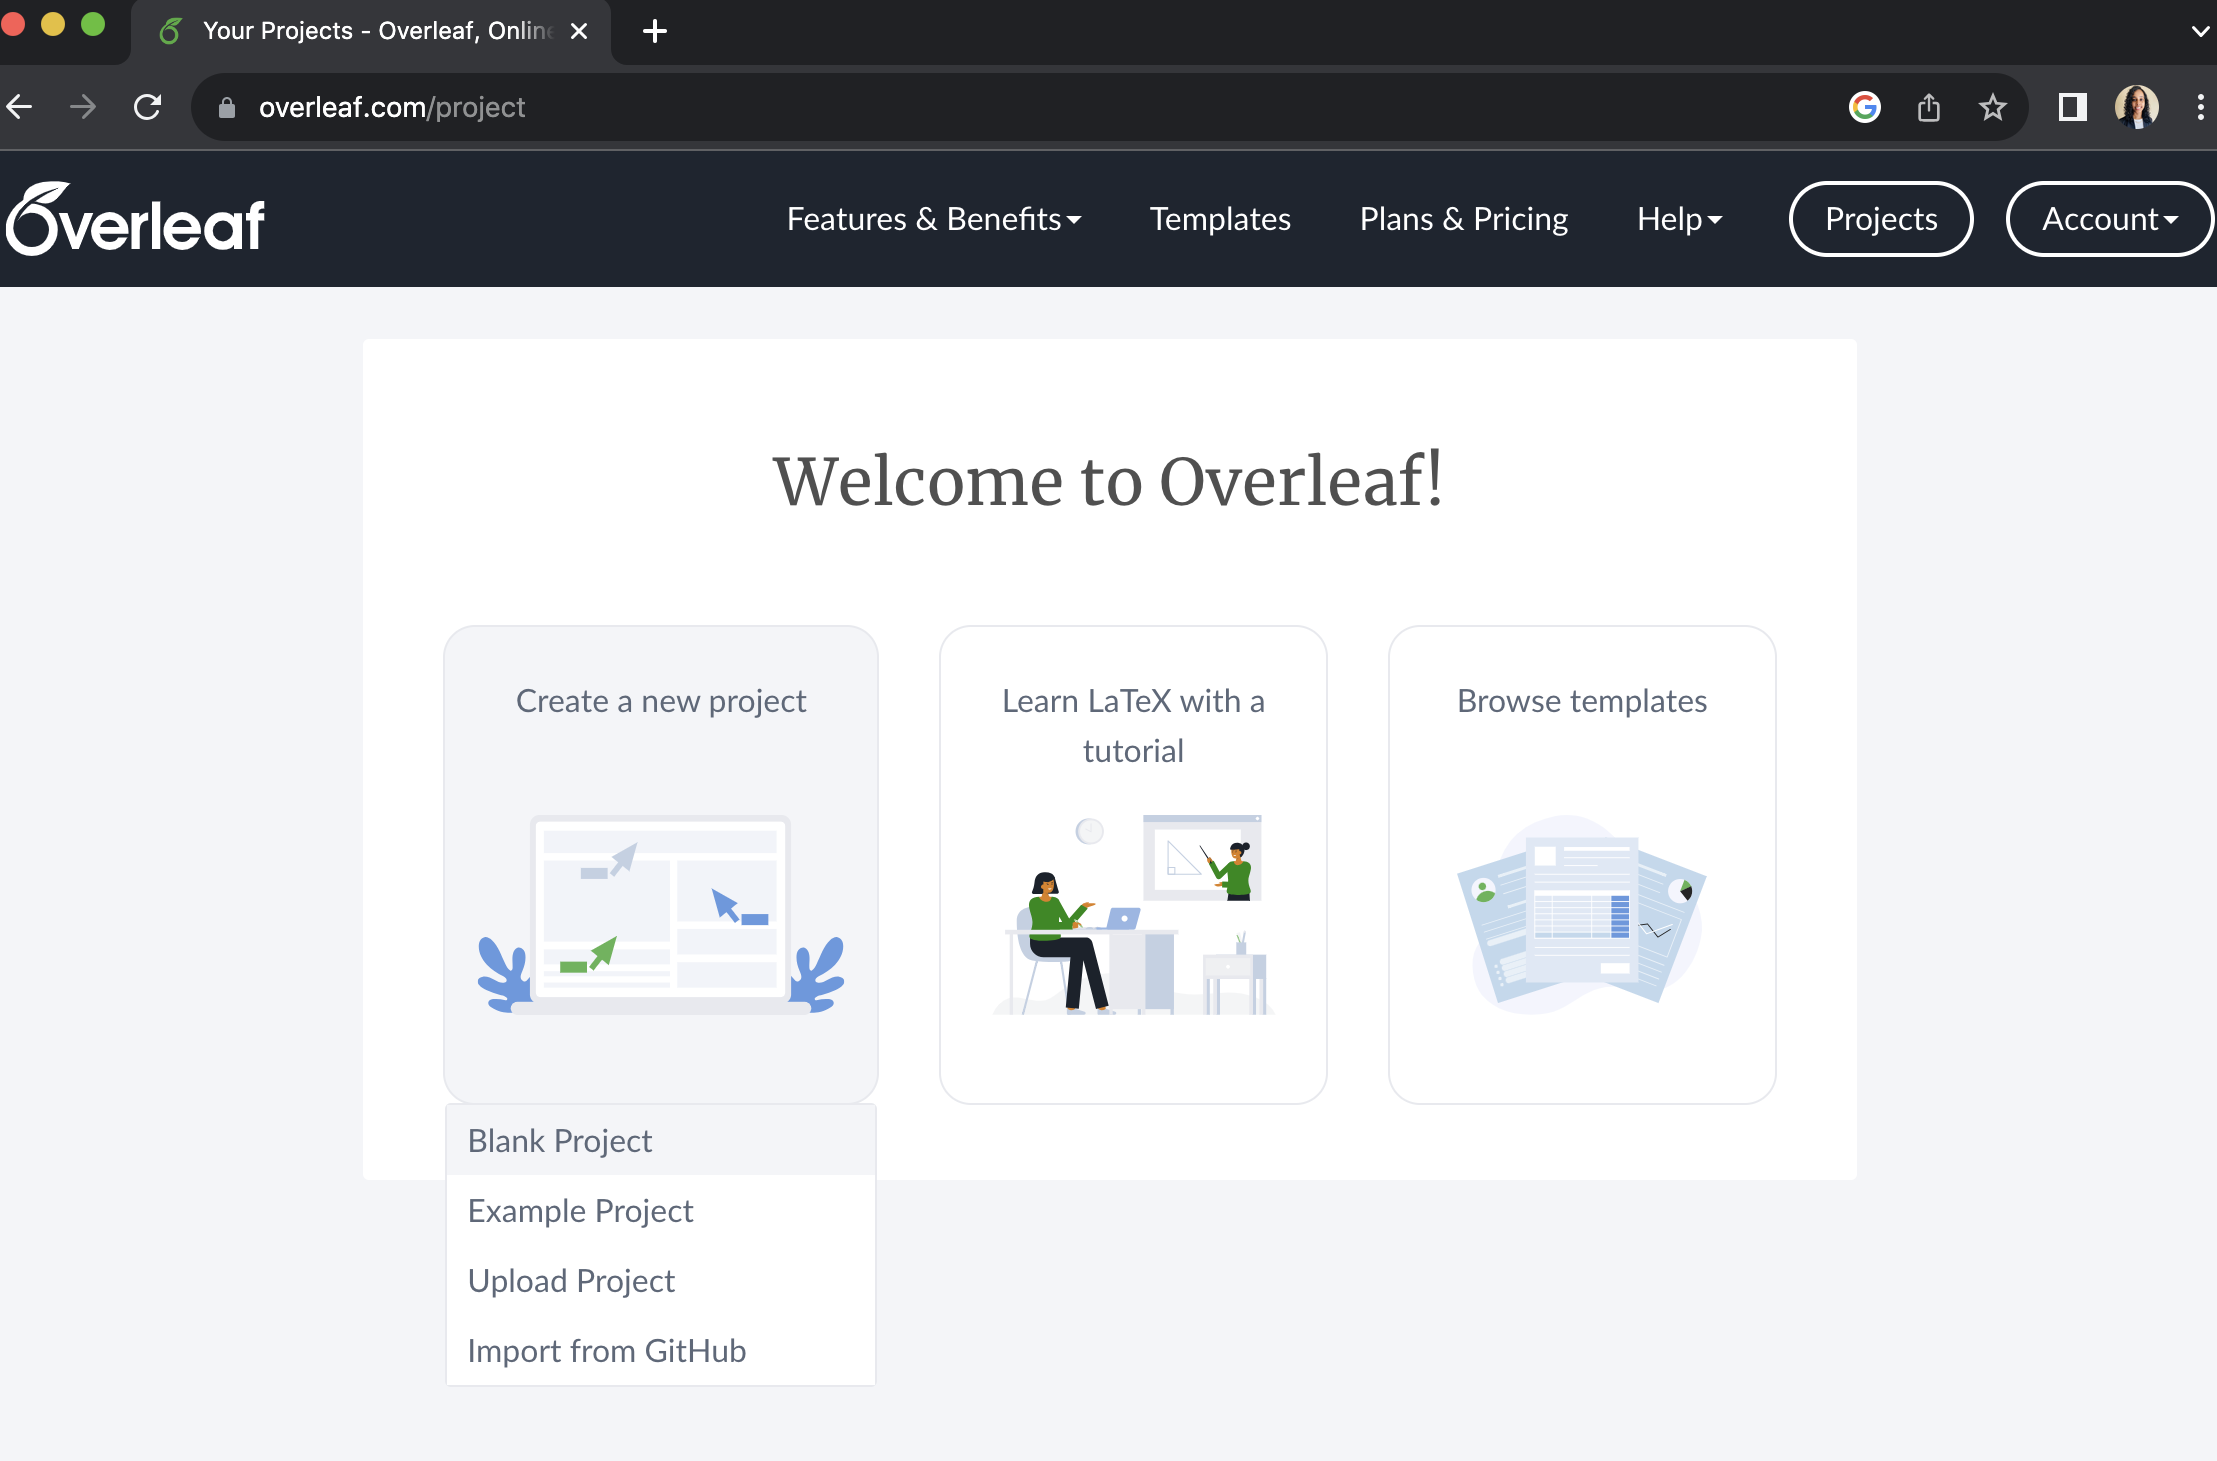 Your Projects - Overleaf, Online
overleaf.com/project
Overleaf
Features & Benefits
Templates
Plans & Pricing
Help
Projects
Account
Welcome to Overleaf!
Create a new project
Learn LaTeX with a
tutorial
Browse templates
Blank Project
Example Project
Upload Project
Import from GitHub